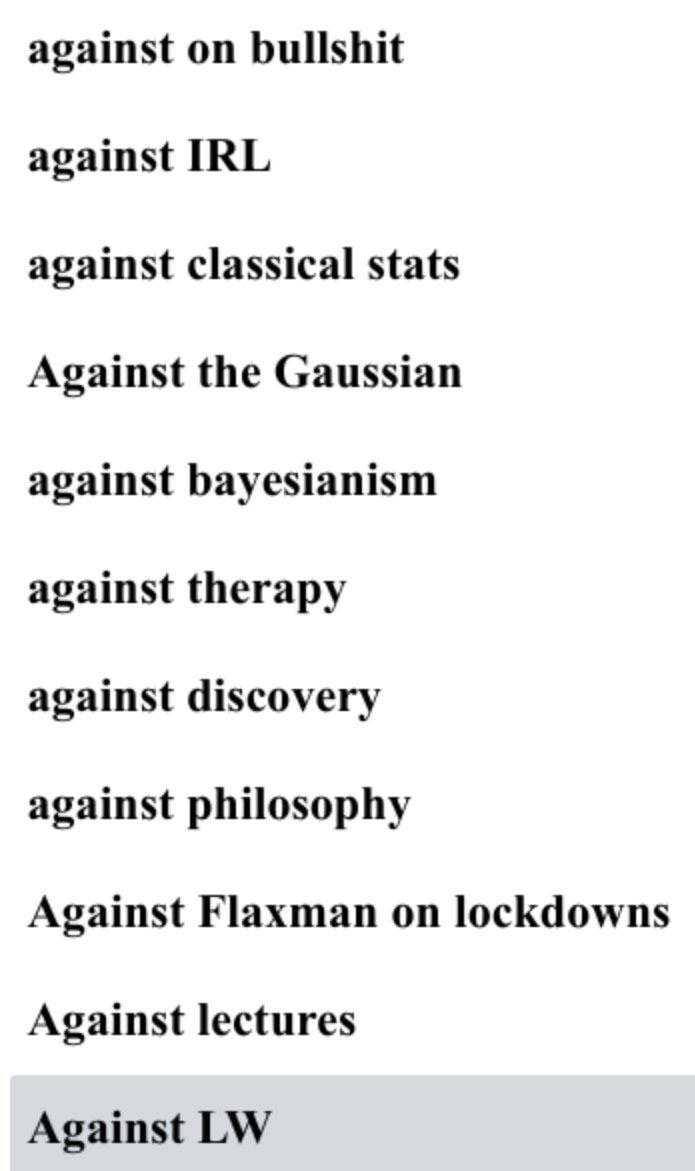 against on bullshit
against IRL
against classical stats
Against the Gaussian
against bayesianism
against therapy
against discovery
against philosophy
Against Flaxman on lockdowns
Against lectures
Against LW